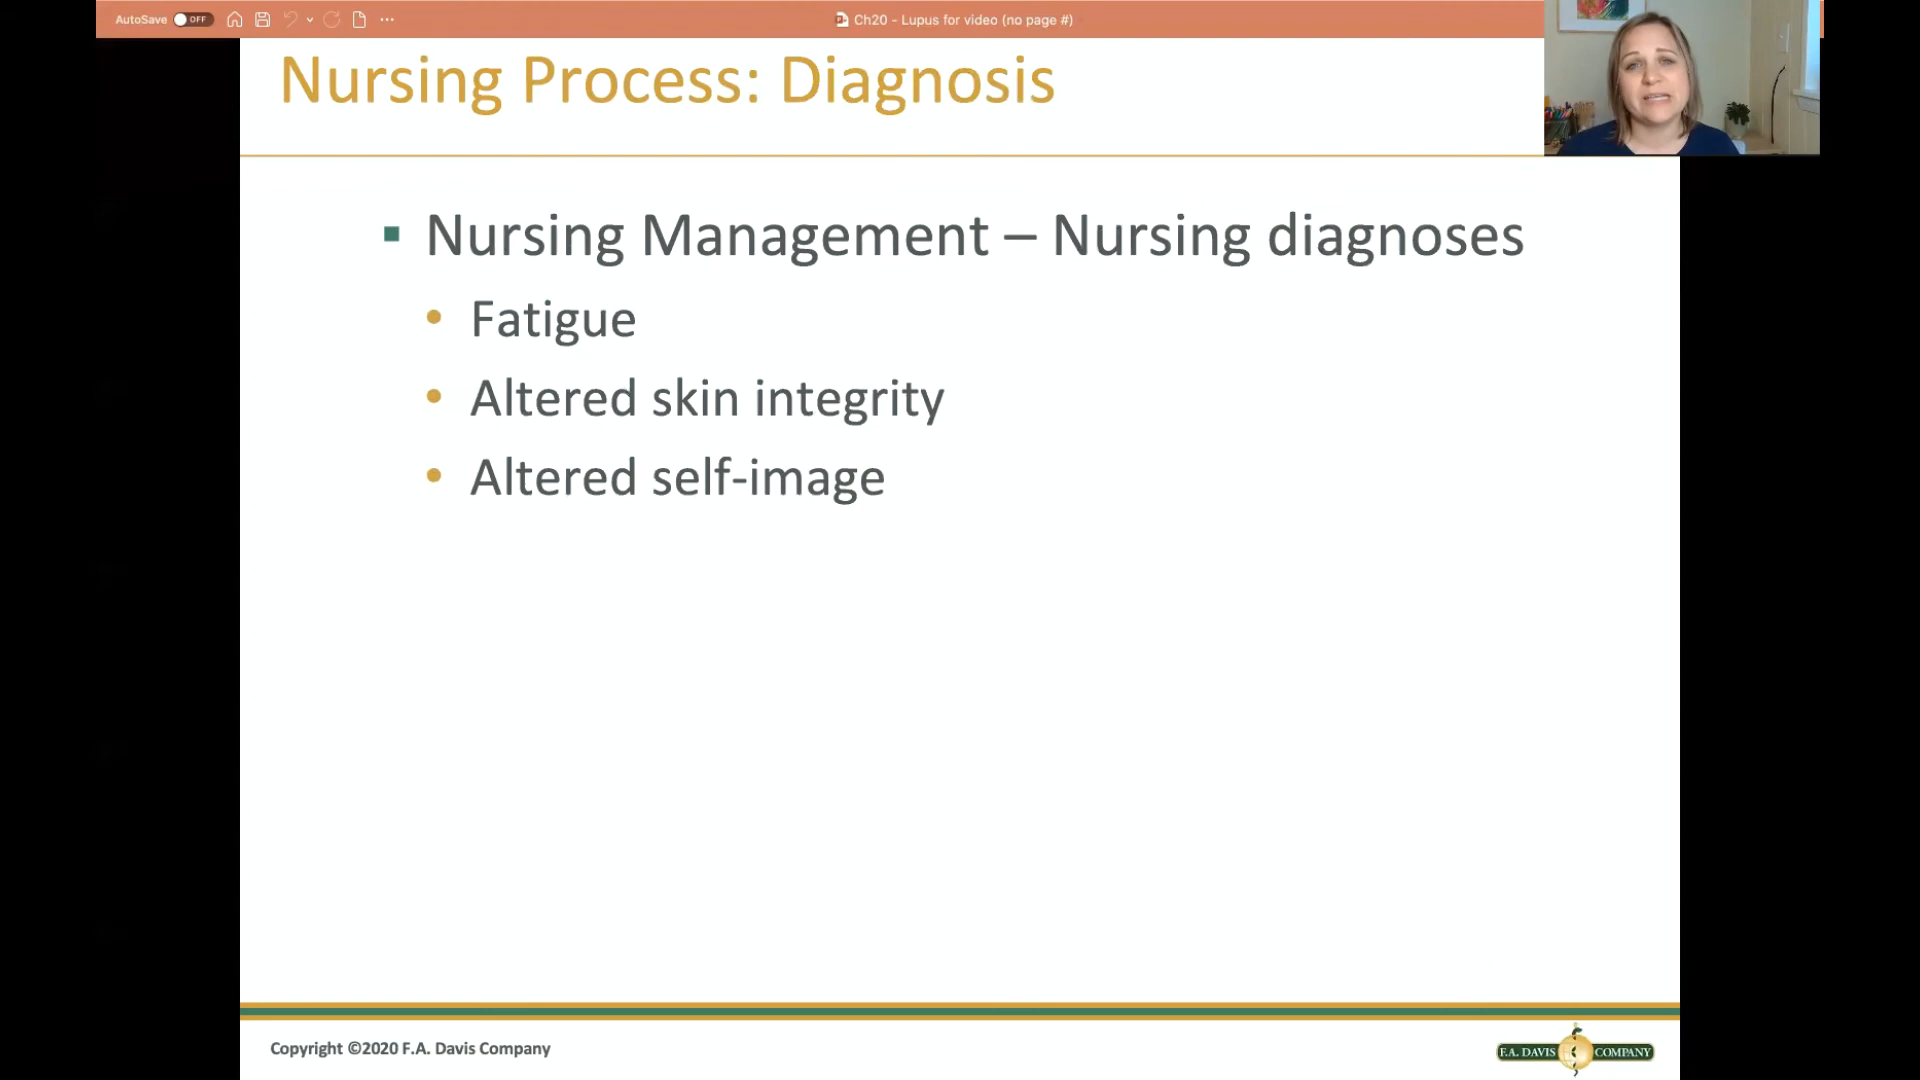 AutoSave OFF
Ch20 - Lupus for video (no page #)
Nursing Process: Diagnosis
▪ Nursing Management – Nursing diagnoses
• Fatigue
• Altered skin integrity
• Altered self-image
Copyright ©2020 F.A. Davis Company
F.A. DAVIS COMPANY